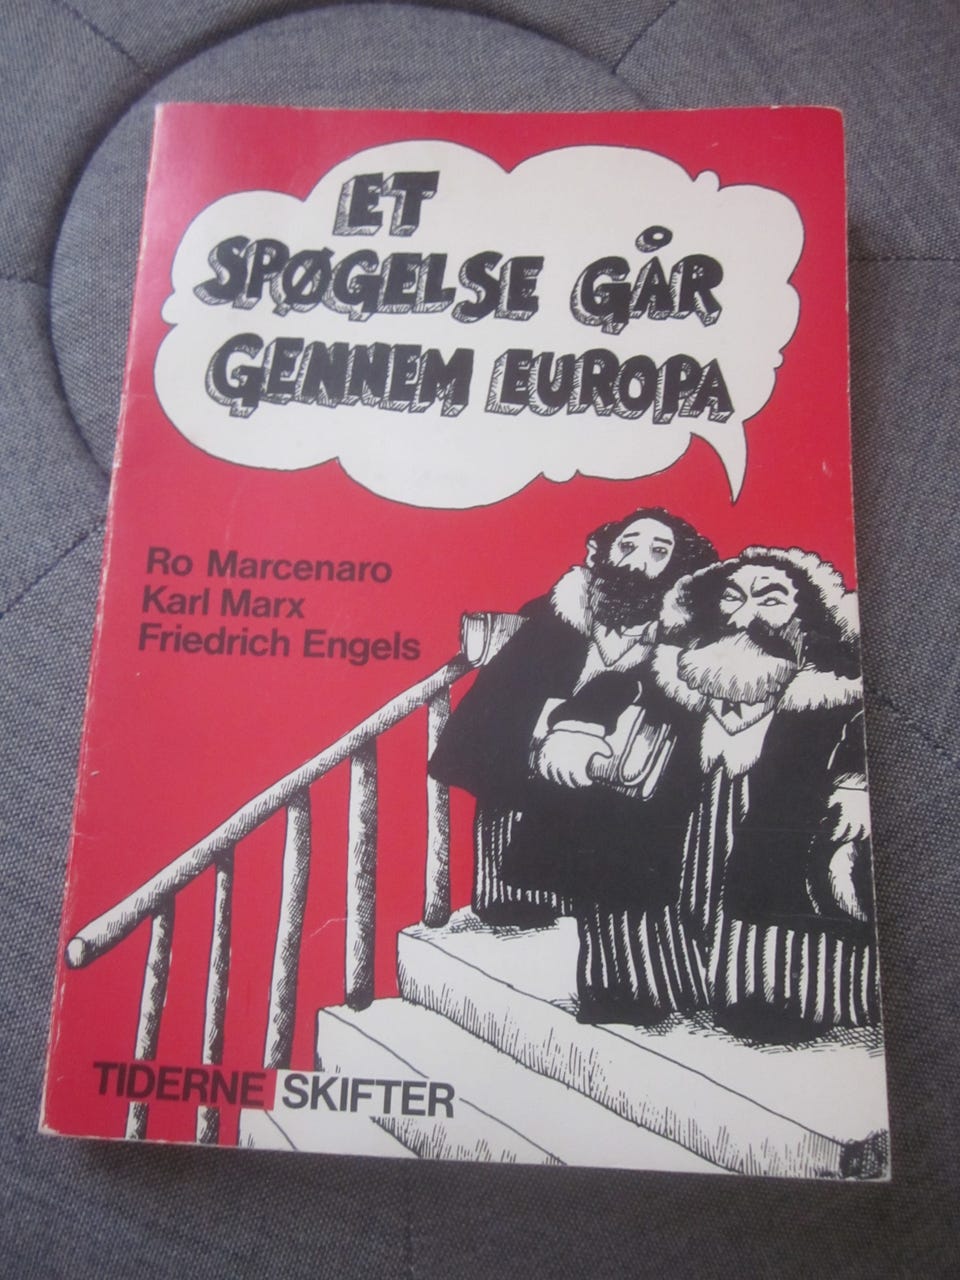 ET
SPØGELSE GÅR
GENNEM EUROPA
Ro Marcenaro
Karl Marx
Friedrich Engels
TIDERNE SKIFTER